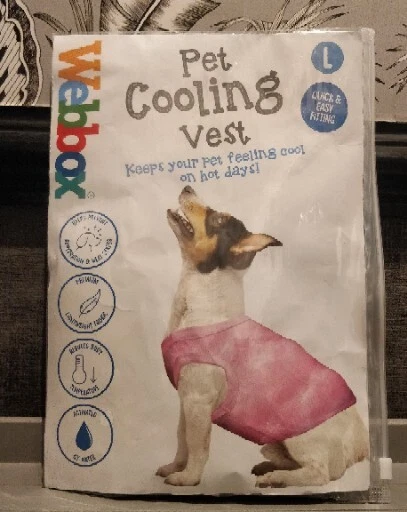 Webbox
Pet
Cooling
Vest
Keeps your pet feeling cool
on hot days!
L
QUICK &
EASY
FITTING
PREMIUM
LIGHTWEIGHT FABRIC
REDUCES BODY
TEMPERATURE
ACTIVATED
BY WATER